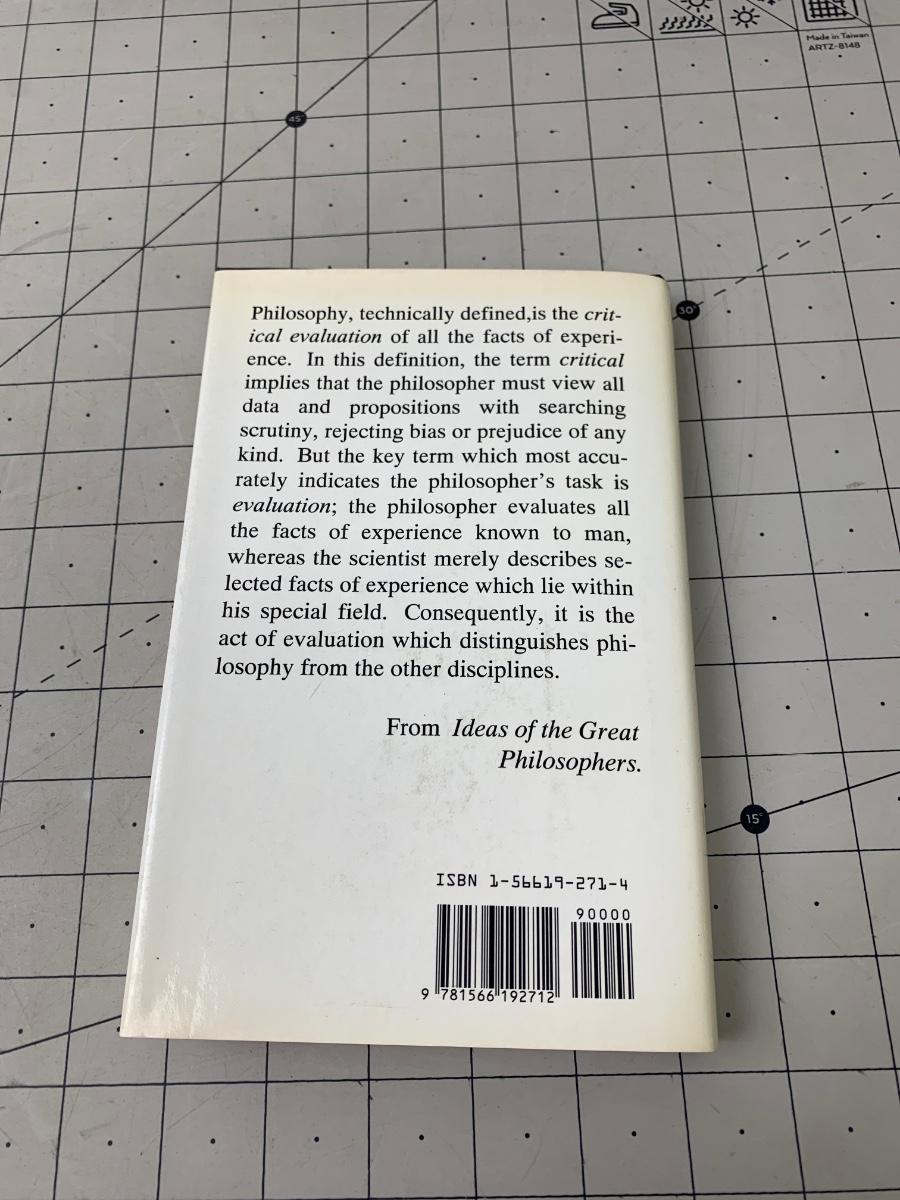 Made in Taiwan
ARTZ-8148
45°
30°
Philosophy, technically defined,is the crit-
ical evaluation of all the facts of experi-
ence. In this definition, the term critical
implies that the philosopher must view all
data and propositions with searching
scrutiny, rejecting bias or prejudice of any
kind. But the key term which most accu-
rately indicates the philosopher's task is
evaluation; the philosopher evaluates all
the facts of experience known to man,
whereas the scientist merely describes se-
lected facts of experience which lie within
his special field. Consequently, it is the
act of evaluation which distinguishes phi-
losophy from the other disciplines.
From Ideas of the Great
Philosophers.
15°
ISBN 1-56619-271-4
90000
9 781566 192712